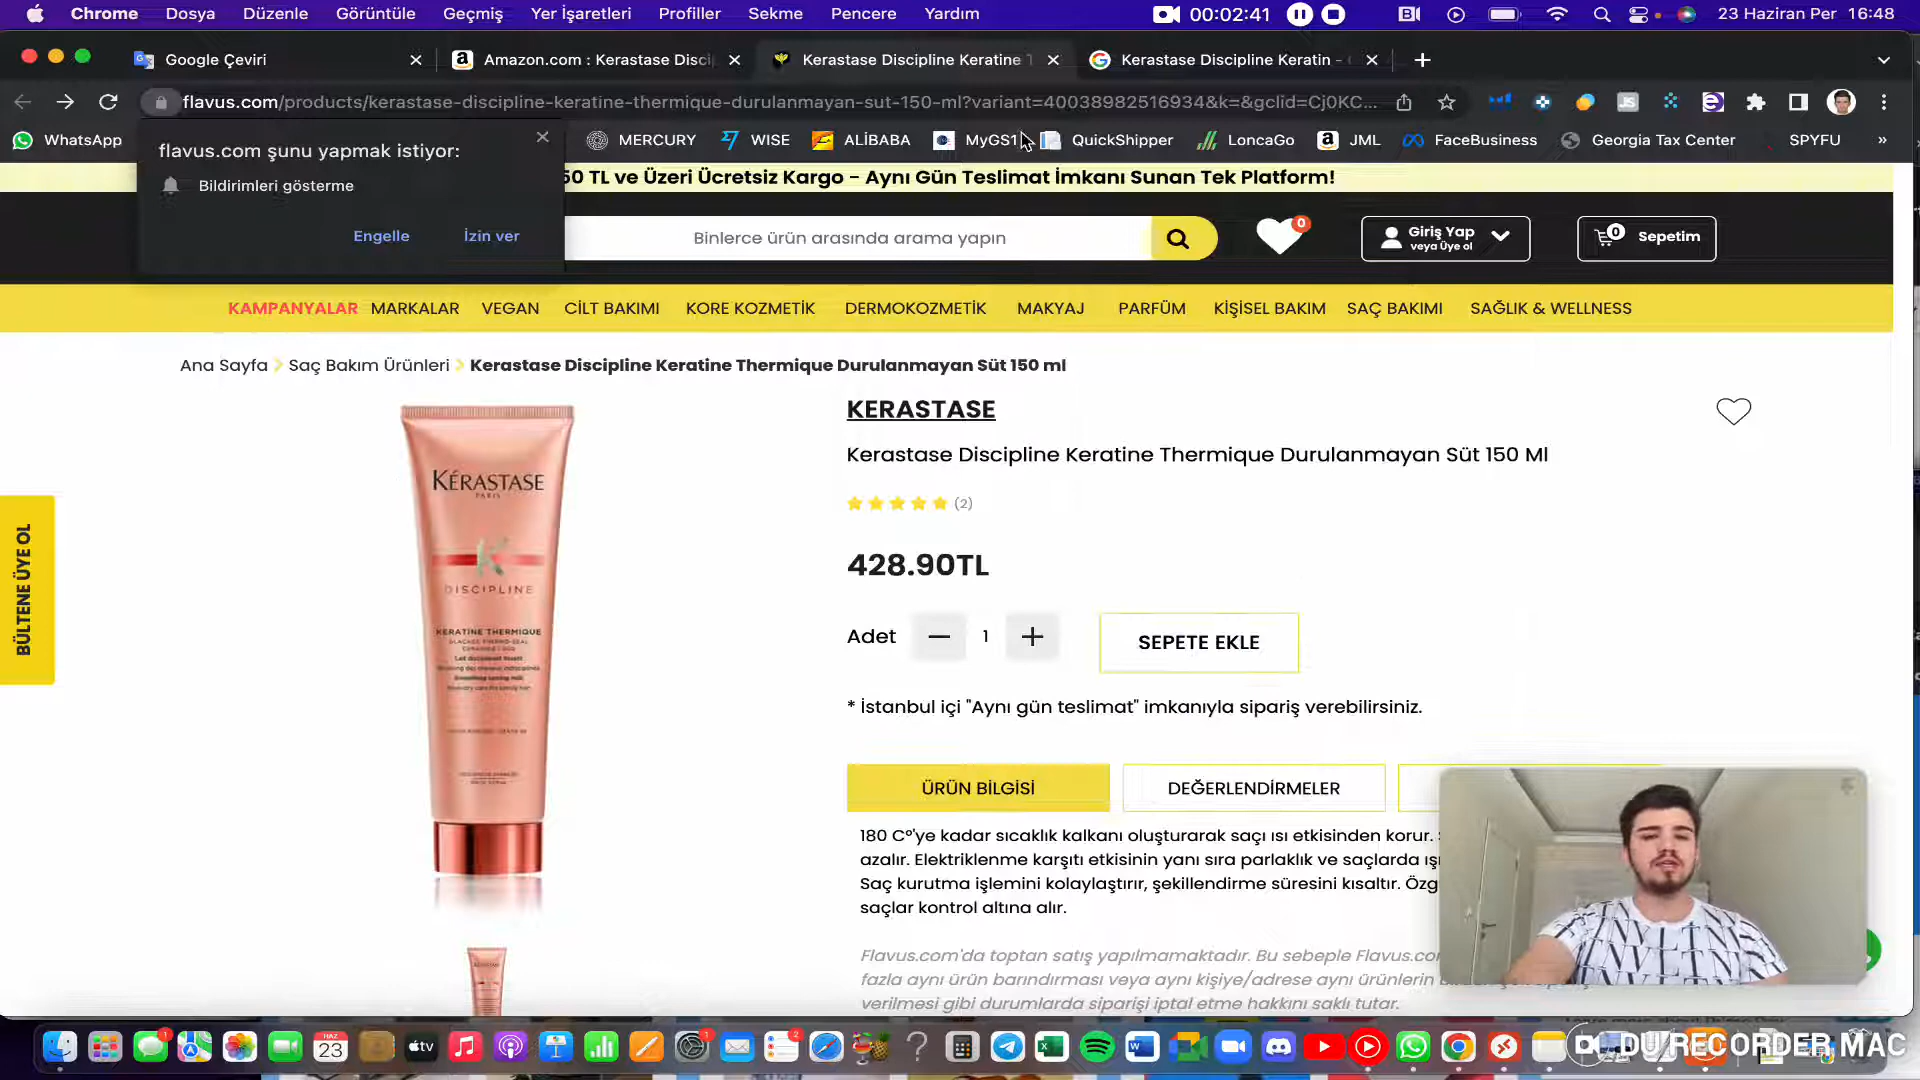 Chrome Dosya Düzenle Görüntüle Geçmiş Yer İşaretleri Profiller Sekme Pencere Yardım 00:02:41 23 Haziran Per 16:48
Google Çeviri
Amazon.com : Kerastase Disci
Kerastase Discipline Keratine T
Kerastase Discipline Keratin -
flavus.com/products/kerastase-discipline-keratine-thermique-durulanmayan-sut-150-ml?variant=40038982516934&k=&gclid=Cj0KC...
WhatsApp
MERCURY WISE ALİBABA MyGS1 QuickShipper LoncaGo JML FaceBusiness Georgia Tax Center SPYFU »
flavus.com şunu yapmak istiyor:
Bildirimleri gösterme
Engelle İzin ver
50 TL ve Üzeri Ücretsiz Kargo - Aynı Gün Teslimat İmkanı Sunan Tek Platform!
Binlerce ürün arasında arama yapın
0
Giriş Yap
veya Üye ol
0 Sepetim
KAMPANYALAR MARKALAR VEGAN CİLT BAKIMI KORE KOZMETİK DERMOKOZMETİK MAKYAJ PARFÜM KİŞİSEL BAKIM SAÇ BAKIMI SAĞLIK & WELLNESS
Ana Sayfa Saç Bakım Ürünleri Kerastase Discipline Keratine Thermique Durulanmayan Süt 150 ml
BÜLTENE ÜYE OL
KÉRASTASE
PARIS
K
DISCIPLINE
KERATINE THERMIQUE
KERASTASE
Kerastase Discipline Keratine Thermique Durulanmayan Süt 150 Ml
(2)
428.90TL
Adet 1
SEPETE EKLE
* İstanbul içi "Aynı gün teslimat" imkanıyla sipariş verebilirsiniz.
ÜRÜN BİLGİSİ
DEĞERLENDİRMELER
180 C°'ye kadar sıcaklık kalkanı oluşturarak saçı ısı etkisinden korur.
azalır. Elektriklenme karşıtı etkisinin yanı sıra parlaklık ve saçlarda
Saç kurutma işlemini kolaylaştırır, şekillendirme süresini kısaltır.
saçlar kontrol altına alır.
Flavus.com'da toptan satış yapılmamaktadır. Bu sebeple
fazla aynı ürün barındırması veya aynı kişiye/adrese aynı ürünlerin
verilmesi gibi durumlarda siparişi iptal etme hakkını saklı tutar.
1
HAZ
23
tv
1
2
DU RECORDER MAC